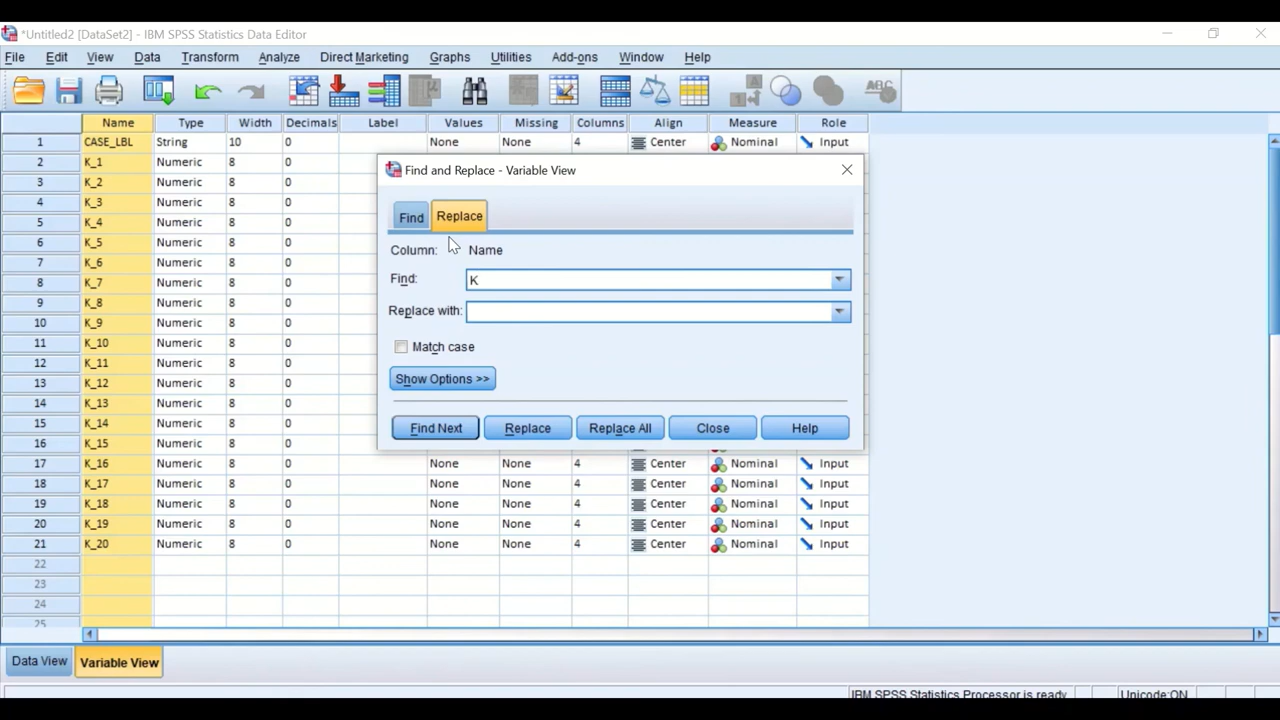 *Untitled2 [DataSet2] - IBM SPSS Statistics Data Editor
File Edit View Data Transform Analyze Direct Marketing Graphs Utilities Add-ons Window Help
Name Type Width Decimals Label Values Missing Columns Align Measure Role
1 CASE_LBL String 10 0 None None 4 Center Nominal Input
2 K_1 Numeric 8 0
3 K_2 Numeric 8 0
4 K_3 Numeric 8 0
5 K_4 Numeric 8 0
6 K_5 Numeric 8 0
7 K_6 Numeric 8 0
8 K_7 Numeric 8 0
9 K_8 Numeric 8 0
10 K_9 Numeric 8 0
11 K_10 Numeric 8 0
12 K_11 Numeric 8 0
13 K_12 Numeric 8 0
14 K_13 Numeric 8 0
15 K_14 Numeric 8 0
16 K_15 Numeric 8 0
17 K_16 Numeric 8 0 None None 4 Center Nominal Input
18 K_17 Numeric 8 0 None None 4 Center Nominal Input
19 K_18 Numeric 8 0 None None 4 Center Nominal Input
20 K_19 Numeric 8 0 None None 4 Center Nominal Input
21 K_20 Numeric 8 0 None None 4 Center Nominal Input
22
23
24
25
Find and Replace - Variable View
Find Replace
Column: Name
Find: K
Replace with:
Match case
Show Options >>
Find Next Replace Replace All Close Help
Data View Variable View
IBM SPSS Statistics Processor is ready Unicode:ON